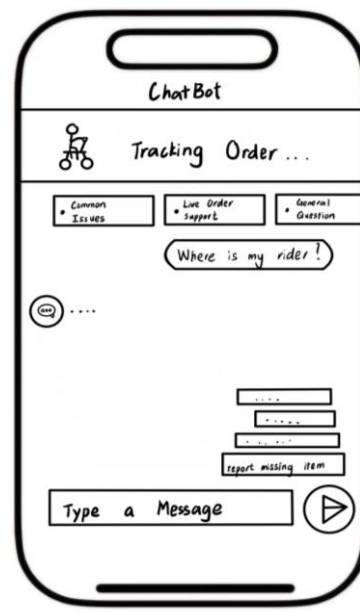 ChatBot
Tracking Order...
• Common
Issues
• Live Order
Support
• General
Question
Where is my rider?
....
....
.....
.. ... ..
report missing item
Type a Message